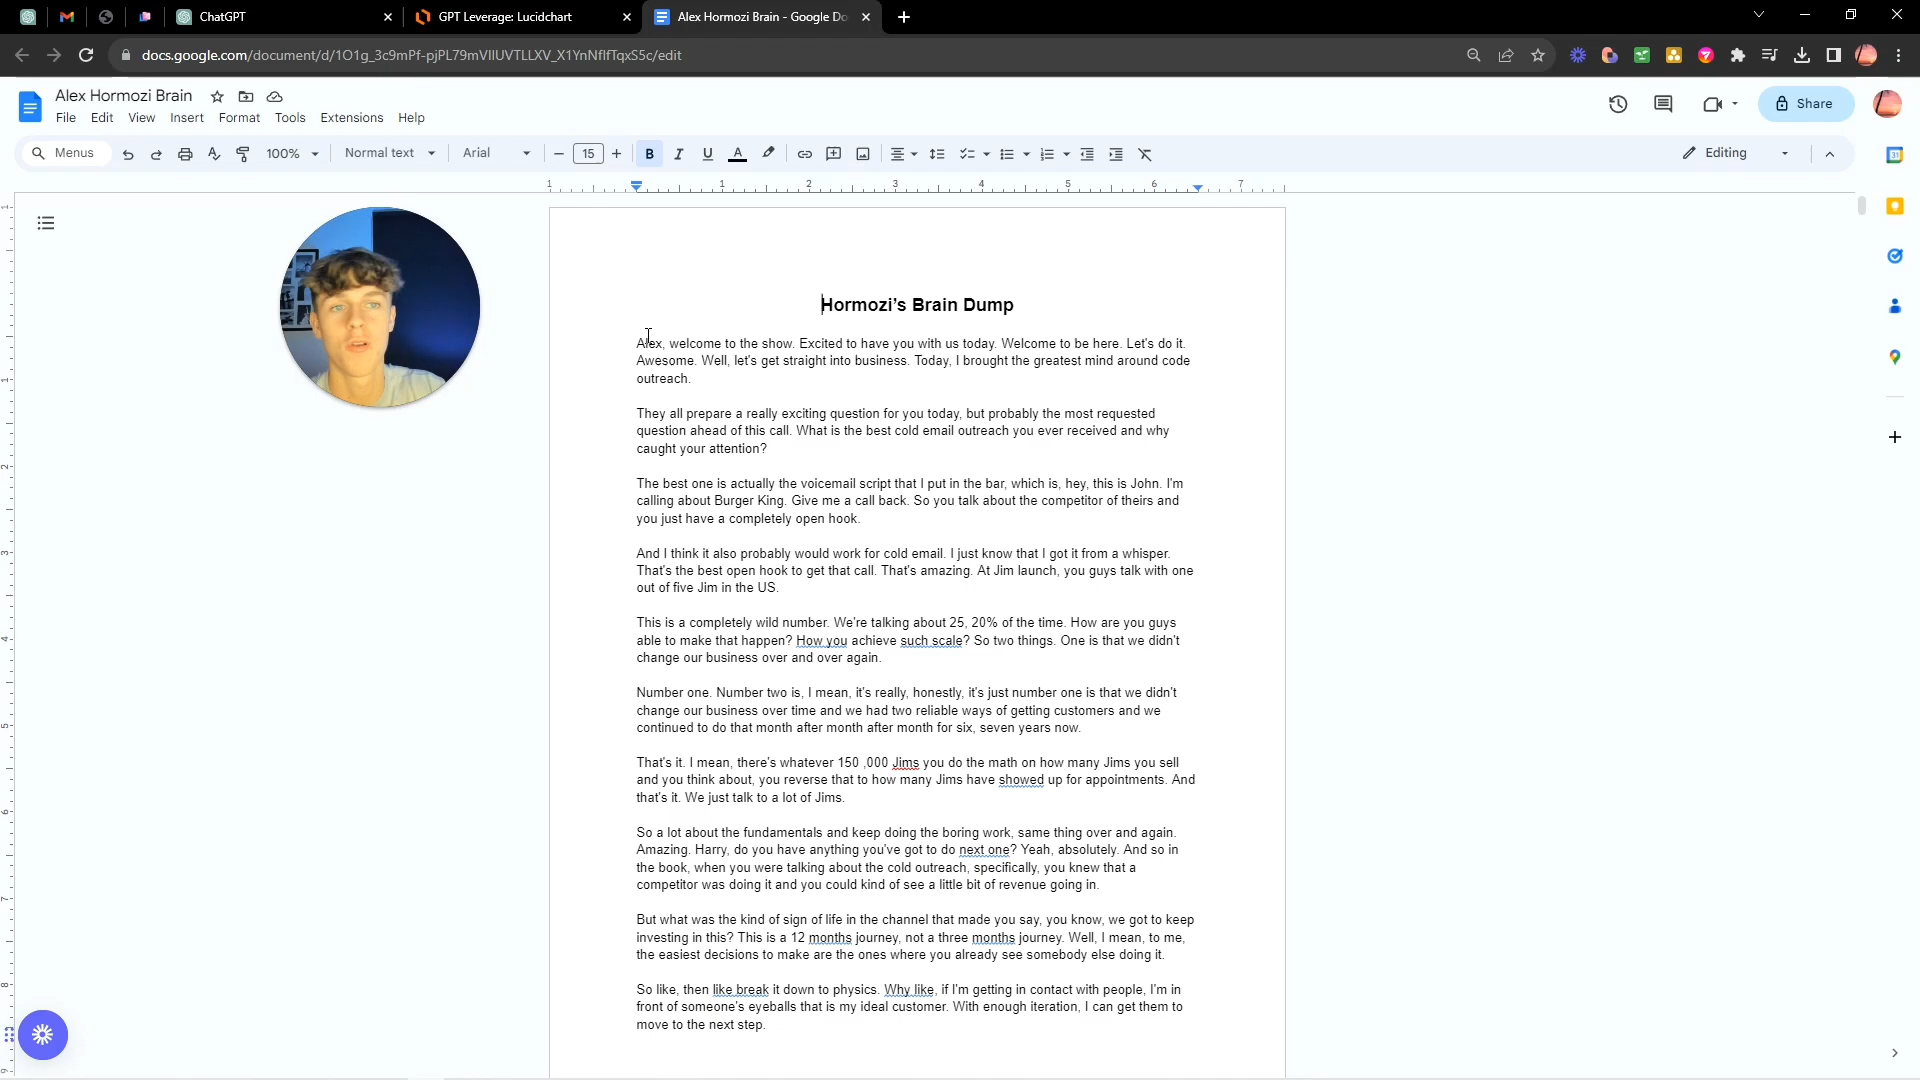 ChatGPT
GPT Leverage: Lucidchart
Alex Hormozi Brain - Google Do
docs.google.com/document/d/1O1g_3c9mPf-pjPL79mVIIUVTLLXV_X1YnNfIfTqxS5c/edit
Alex Hormozi Brain
File Edit View Insert Format Tools Extensions Help
Share
Menus 100% Normal text Arial 15 B I U A Editing
1 1 2 3 4 5 6 7
Hormozi's Brain Dump
Alex, welcome to the show. Excited to have you with us today. Welcome to be here. Let's do it.
Awesome. Well, let's get straight into business. Today, I brought the greatest mind around code
outreach.
They all prepare a really exciting question for you today, but probably the most requested
question ahead of this call. What is the best cold email outreach you ever received and why
caught your attention?
The best one is actually the voicemail script that I put in the bar, which is, hey, this is John. I'm
calling about Burger King. Give me a call back. So you talk about the competitor of theirs and
you just have a completely open hook.
And I think it also probably would work for cold email. I just know that I got it from a whisper.
That's the best open hook to get that call. That's amazing. At Jim launch, you guys talk with one
out of five Jim in the US.
This is a completely wild number. We're talking about 25, 20% of the time. How are you guys
able to make that happen? How you achieve such scale? So two things. One is that we didn't
change our business over and over again.
Number one. Number two is, I mean, it's really, honestly, it's just number one is that we didn't
change our business over time and we had two reliable ways of getting customers and we
continued to do that month after month after month for six, seven years now.
That's it. I mean, there's whatever 150 ,000 Jims you do the math on how many Jims you sell
and you think about, you reverse that to how many Jims have showed up for appointments. And
that's it. We just talk to a lot of Jims.
So a lot about the fundamentals and keep doing the boring work, same thing over and again.
Amazing. Harry, do you have anything you've got to do next one? Yeah, absolutely. And so in
the book, when you were talking about the cold outreach, specifically, you knew that a
competitor was doing it and you could kind of see a little bit of revenue going in.
But what was the kind of sign of life in the channel that made you say, you know, we got to keep
investing in this? This is a 12 months journey, not a three months journey. Well, I mean, to me,
the easiest decisions to make are the ones where you already see somebody else doing it.
So like, then like break it down to physics. Why like, if I'm getting in contact with people, I'm in
front of someone's eyeballs that is my ideal customer. With enough iteration, I can get them to
move to the next step.